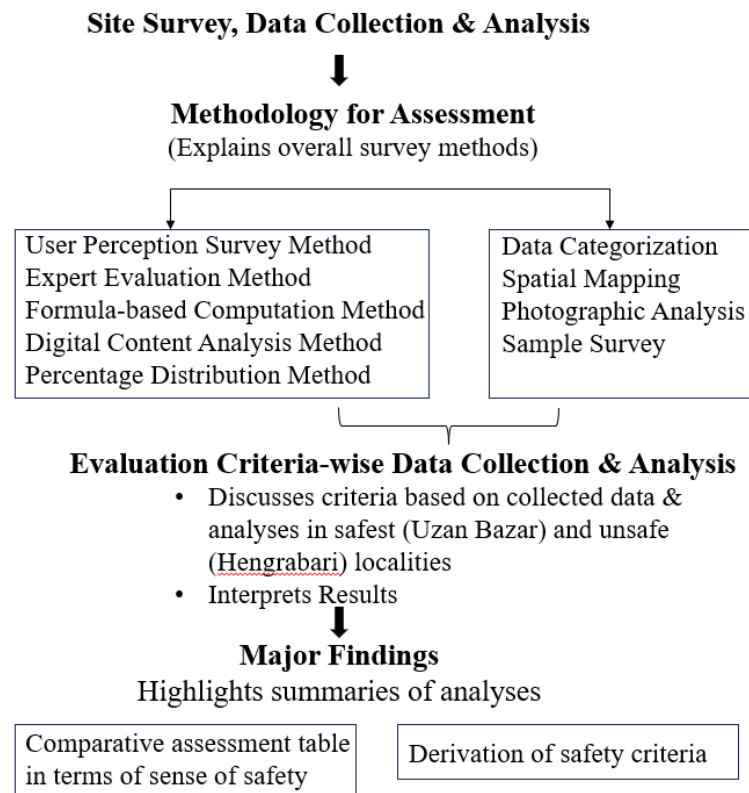 Site Survey, Data Collection & Analysis
Methodology for Assessment
(Explains overall survey methods)
User Perception Survey Method
Expert Evaluation Method
Formula-based Computation Method
Digital Content Analysis Method
Percentage Distribution Method
Data Categorization
Spatial Mapping
Photographic Analysis
Sample Survey
Evaluation Criteria-wise Data Collection & Analysis
• Discusses criteria based on collected data &
analyses in safest (Uzan Bazar) and unsafe
(Hengrabari) localities
• Interprets Results
Major Findings
Highlights summaries of analyses
Comparative assessment table
in terms of sense of safety
Derivation of safety criteria